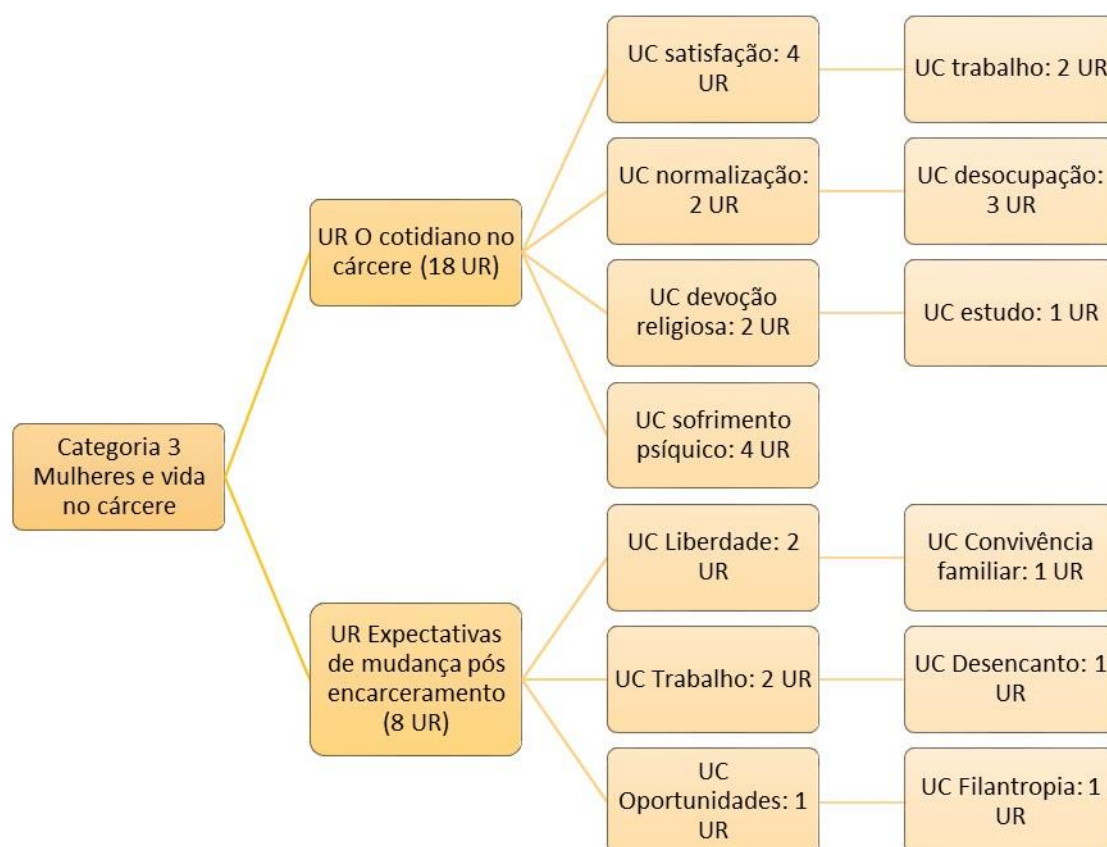 Categoria 3
Mulheres e vida
no cárcere
UR O cotidiano no
cárcere (18 UR)
UC satisfação: 4
UR
UC trabalho: 2 UR
UC normalização:
2 UR
UC desocupação:
3 UR
UC devoção
religiosa: 2 UR
UC estudo: 1 UR
UC sofrimento
psíquico: 4 UR
UR Expectativas
de mudança pós
encarceramento
(8 UR)
UC Liberdade: 2
UR
UC Convivência
familiar: 1 UR
UC Trabalho: 2 UR
UC Desencanto: 1
UR
UC
Oportunidades: 1
UR
UC Filantropia: 1
UR